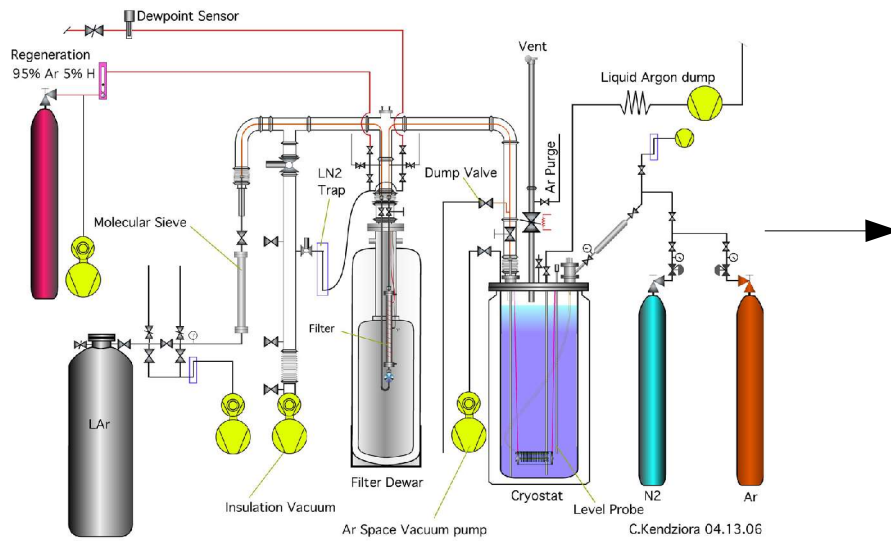 Dewpoint Sensor
Regeneration
95% Ar 5% H
Vent
Liquid Argon dump
Ar Purge
LN2
Trap
Dump Valve
Molecular Sieve
Filter
LAr
Filter Dewar
Cryostat
N2
Ar
Insulation Vacuum
Level Probe
Ar Space Vacuum pump
C.Kendziora 04.13.06